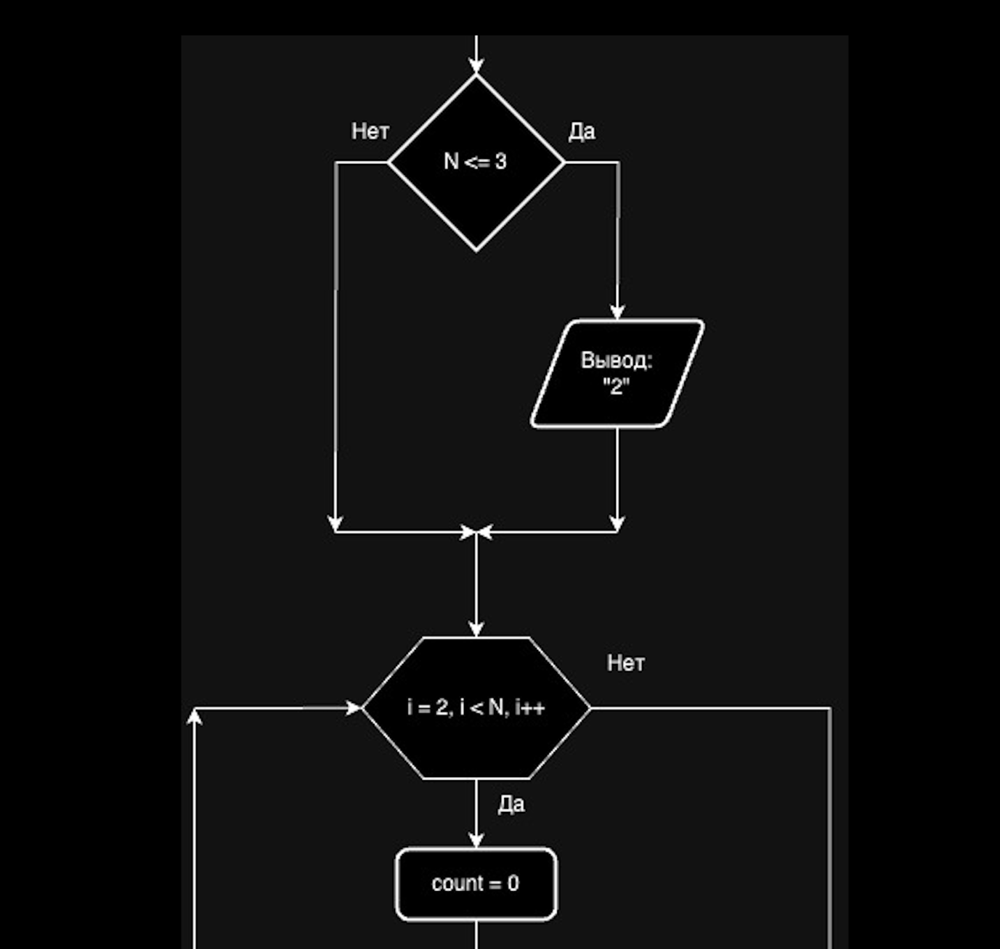 Нет
Да
N <= 3
Вывод:
"2"
Нет
i = 2, i < N, i++
Да
count = 0